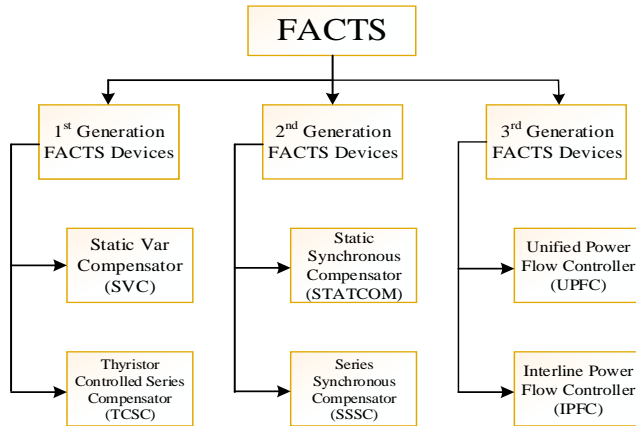 FACTS
1st Generation
FACTS Devices
2nd Generation
FACTS Devices
3rd Generation
FACTS Devices
Static Var
Compensator
(SVC)
Static
Synchronous
Compensator
(STATCOM)
Unified Power
Flow Controller
(UPFC)
Thyristor
Controlled Series
Compensator
(TCSC)
Series
Synchronous
Compensator
(SSSC)
Interline Power
Flow Controller
(IPFC)